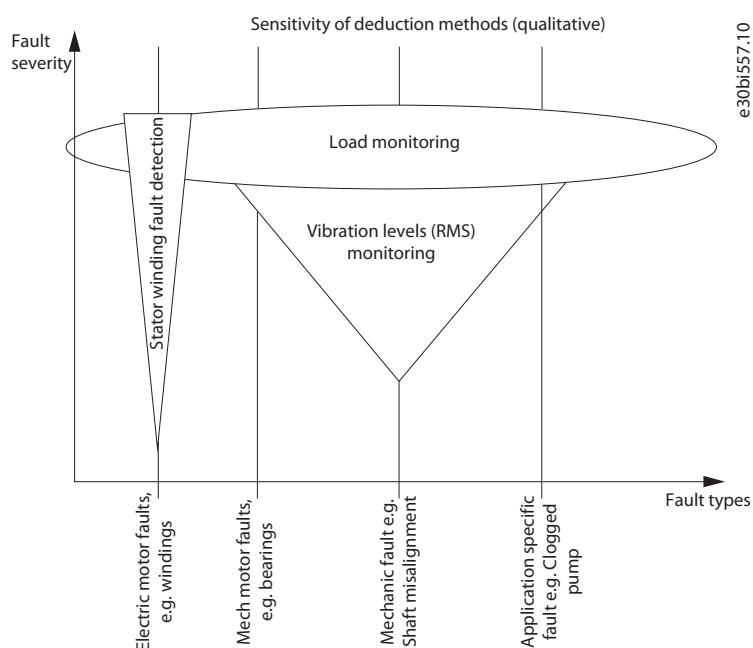 Sensitivity of deduction methods (qualitative)
Fault
severity
e30bi557.10
Load monitoring
Stator winding fault detection
Vibration levels (RMS)
monitoring
Fault types
Electric motor faults,
e.g. windings
Mech motor faults,
e.g. bearings
Mechanic fault e.g.
Shaft misalignment
Application specific
fault e.g. Clogged
pump